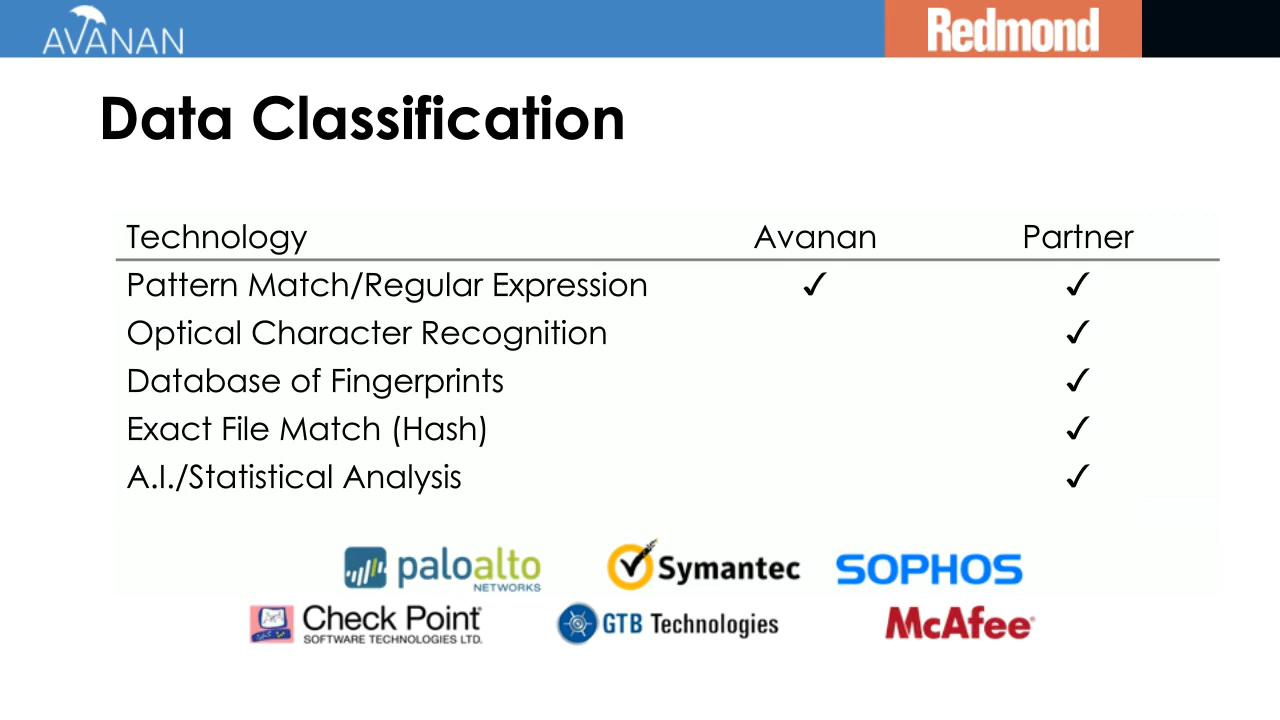 AVANAN
Redmond
Data Classification
Technology Avanan Partner
Pattern Match/Regular Expression ✓ ✓
Optical Character Recognition ✓
Database of Fingerprints ✓
Exact File Match (Hash) ✓
A.I./Statistical Analysis ✓
paloalto NETWORKS
Symantec
SOPHOS
Check Point SOFTWARE TECHNOLOGIES LTD.
GTB Technologies
McAfee